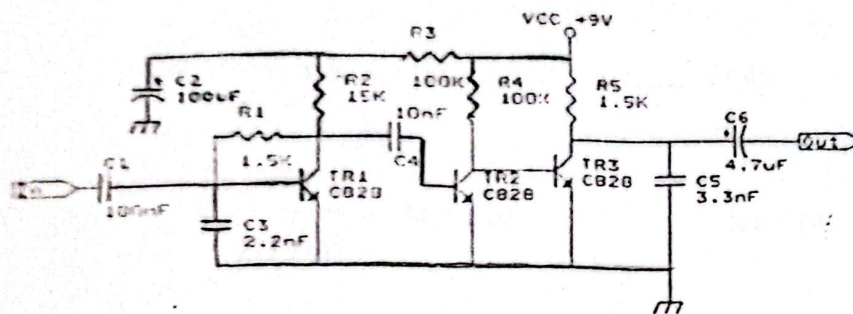 VCC +9V
R3
100K
C2
100uF
R2
15K
R4
100K
R5
1.5K
R1
1.5K
10nF
C4
C6
4.7uF
Out
TR1
C828
TR2
C828
TR3
C828
C5
3.3nF
In
C1
100nF
C3
2.2nF